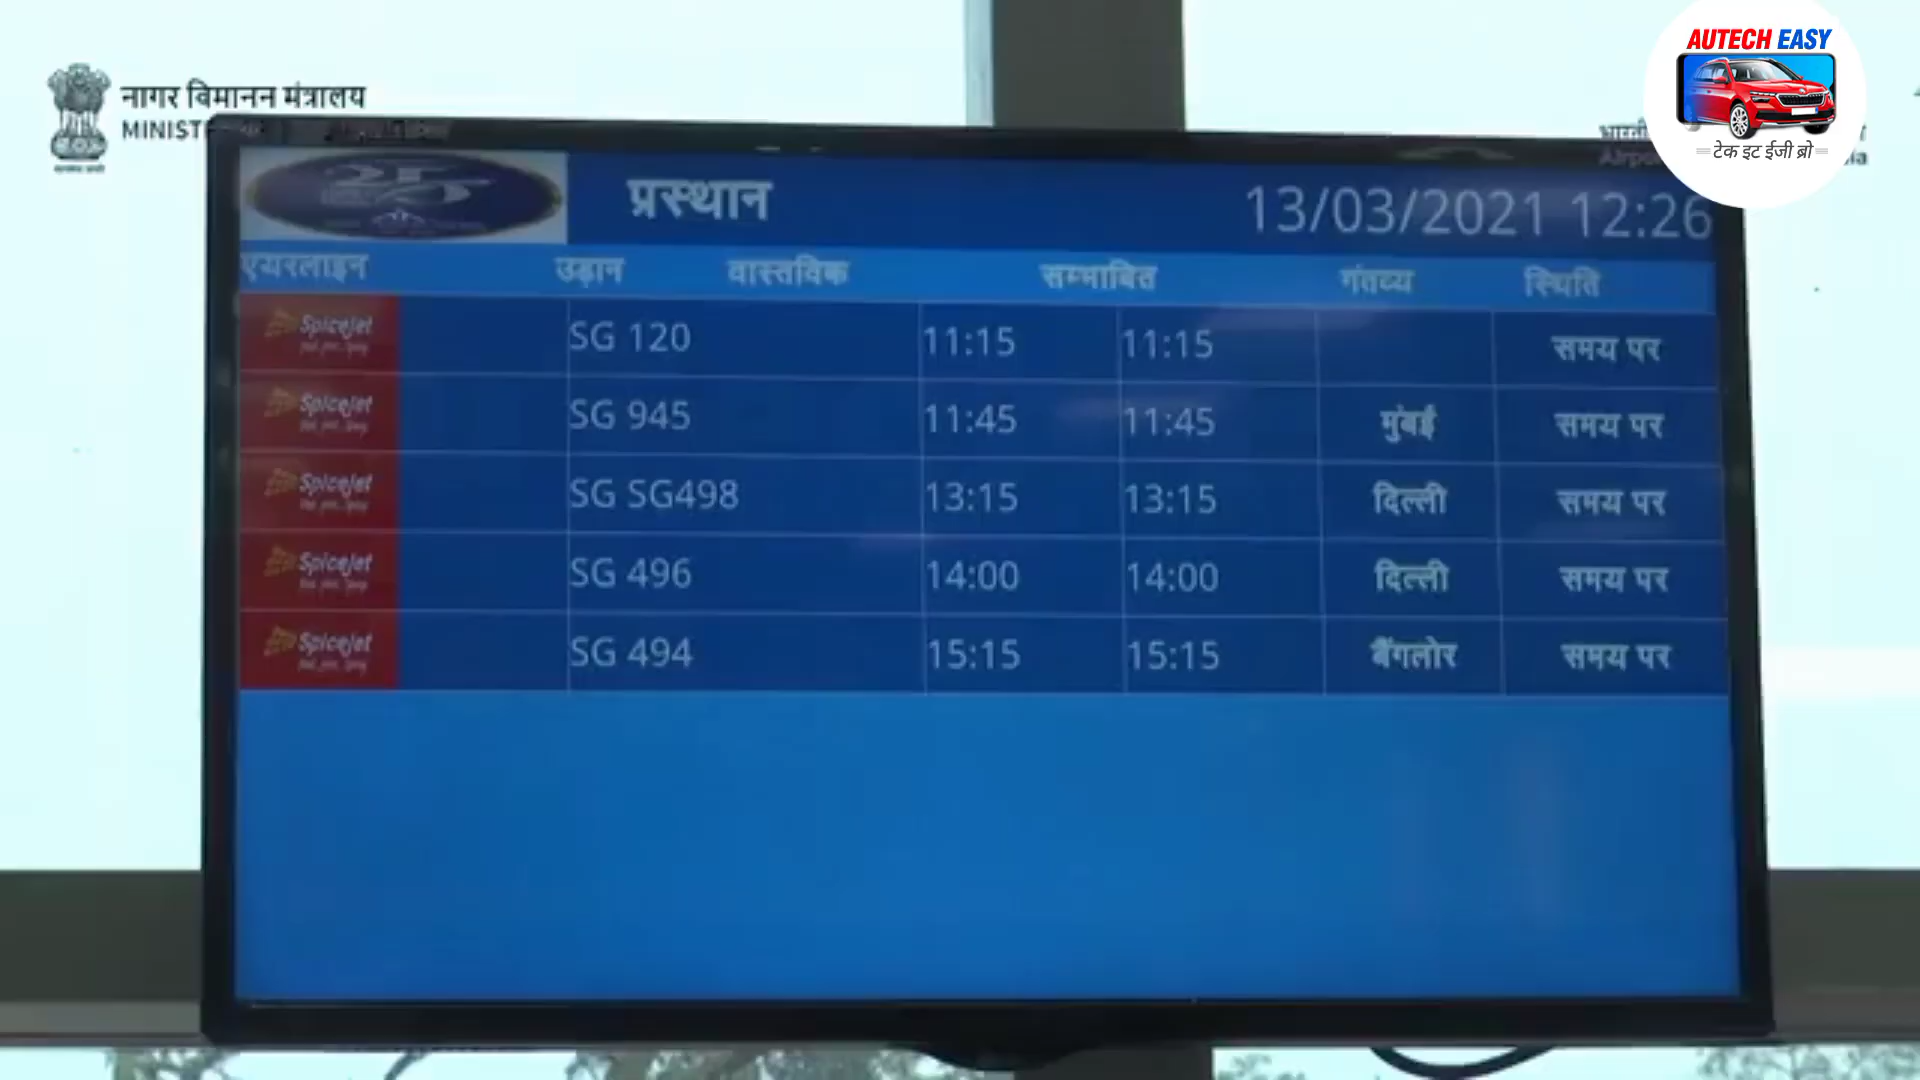 AUTECH EASY
टेक इट ईजी ब्रो
नागर विमानन मंत्रालय
MINIST
प्रस्थान 13/03/2021 12:26
एयरलाइन उड़ान वास्तविक सम्भाबित गंतव्य स्थिति
SpiceJet SG 120 11:15 11:15 समय पर
SpiceJet SG 945 11:45 11:45 मुंबई समय पर
SpiceJet SG SG498 13:15 13:15 दिल्ली समय पर
SpiceJet SG 496 14:00 14:00 दिल्ली समय पर
SpiceJet SG 494 15:15 15:15 बैंगलोर समय पर